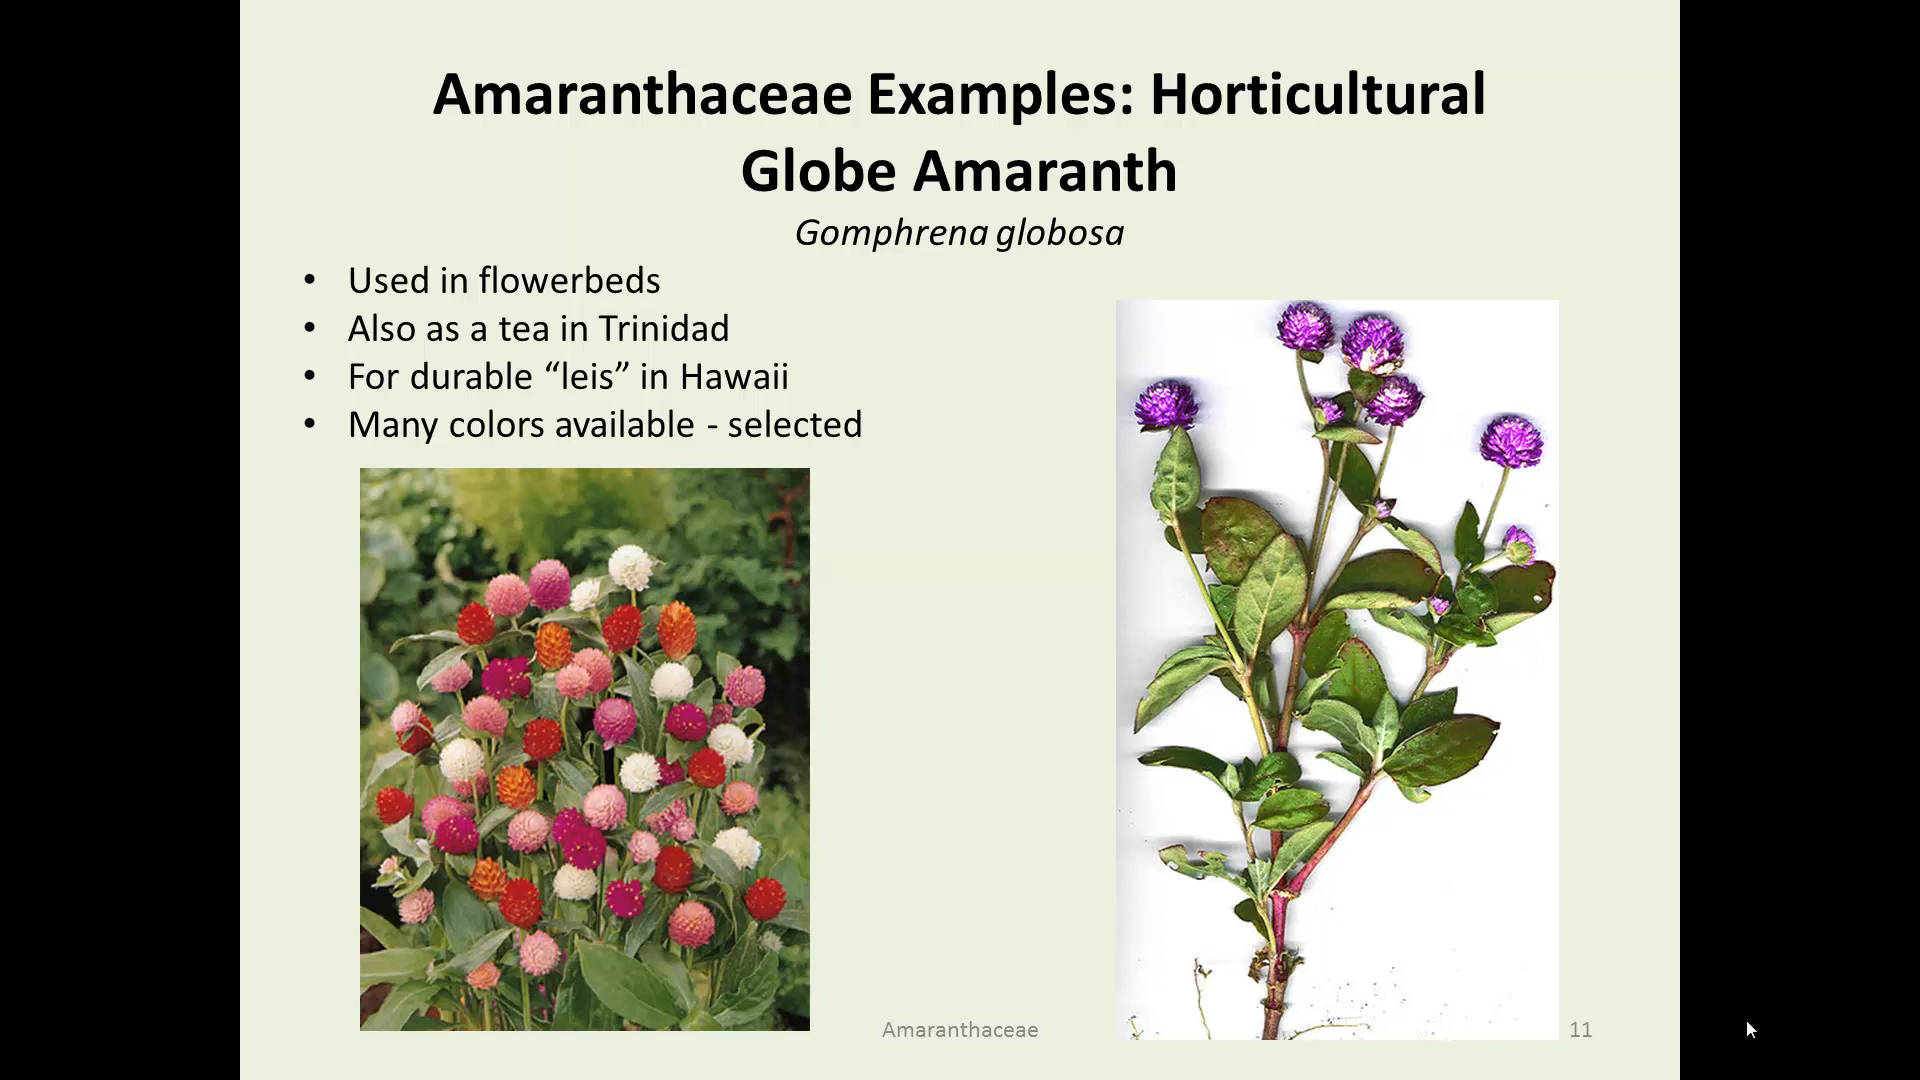 Amaranthaceae Examples: Horticultural
Globe Amaranth
Gomphrena globosa
• Used in flowerbeds
• Also as a tea in Trinidad
• For durable “leis” in Hawaii
• Many colors available - selected
Amaranthaceae
11